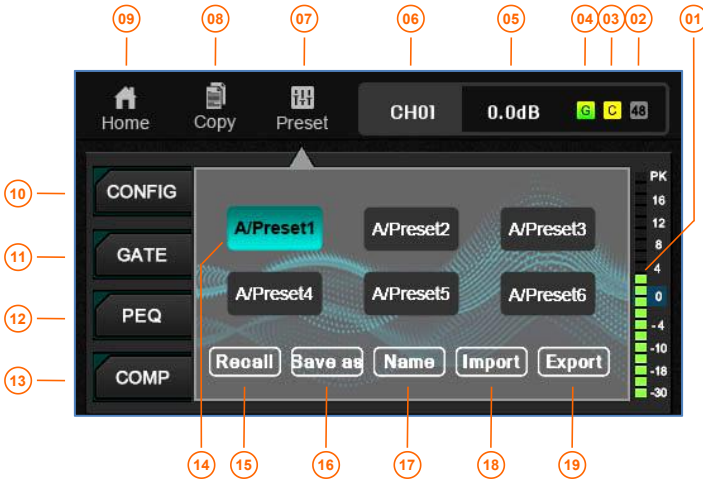 09 08 07 06 05 04 03 02 01
Home Copy Preset CH01 0.0dB G C 48
PK
10 CONFIG 16
A/Preset1 A/Preset2 A/Preset3 12
11 GATE 8
4
A/Preset4 A/Preset5 A/Preset6 0
12 PEQ -4
-10
13 COMP Recall Save as Name Import Export -18
-30
14 15 16 17 18 19